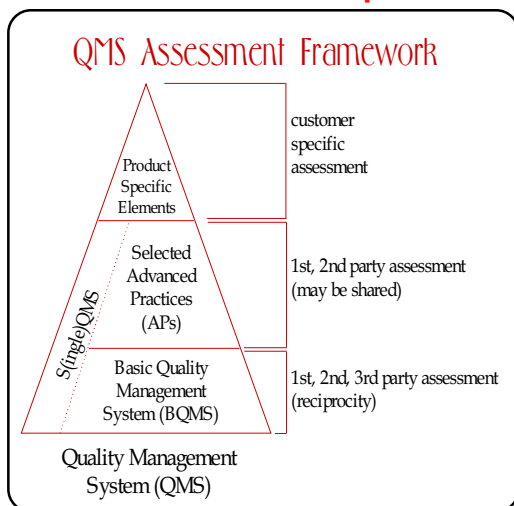 QMS Assessment Framework
Product
Specific
Elements
customer
specific
assessment
Selected
Advanced
Practices
(APs)
1st, 2nd party assessment
(may be shared)
S(ingle)QMS
Basic Quality
Management
System (BQMS)
1st, 2nd, 3rd party assessment
(reciprocity)
Quality Management
System (QMS)